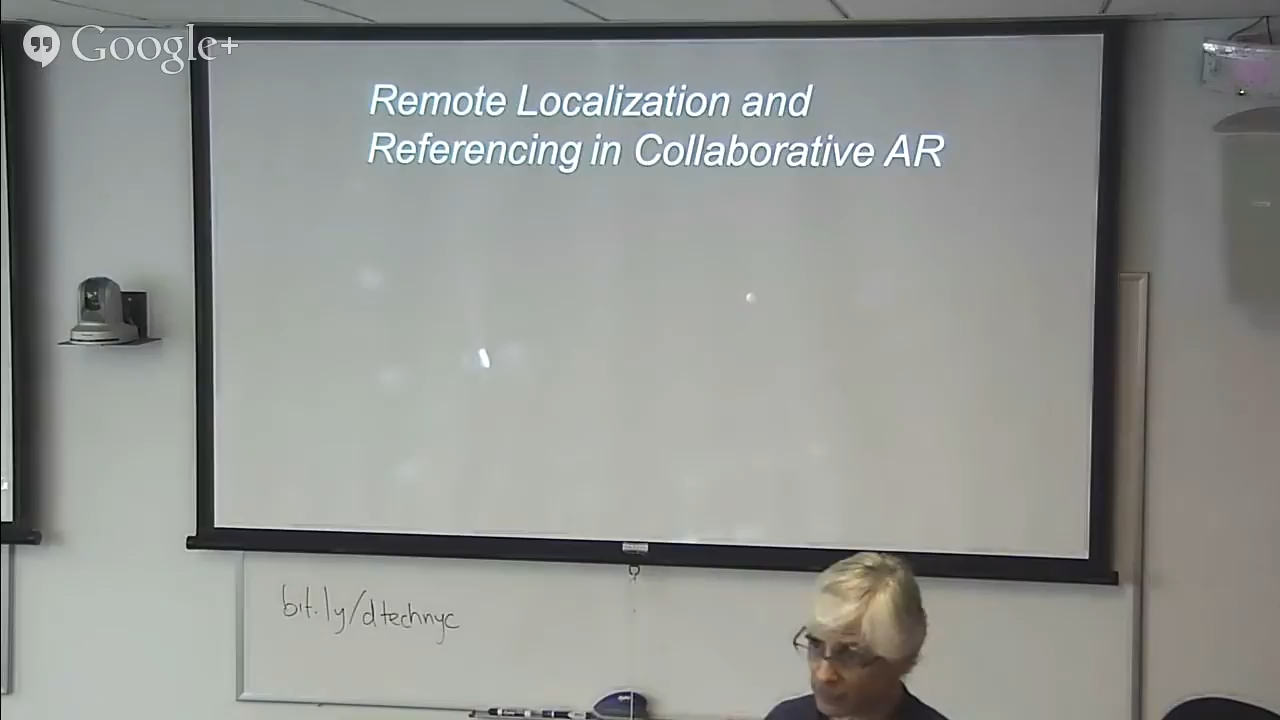 Google+
Remote Localization and
Referencing in Collaborative AR
bit.ly/dtechnyc